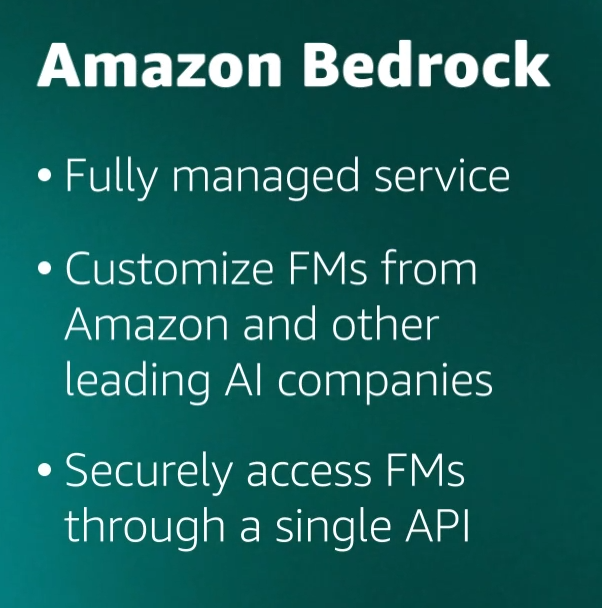 Amazon Bedrock
• Fully managed service
• Customize FMs from
Amazon and other
leading AI companies
• Securely access FMs
through a single API